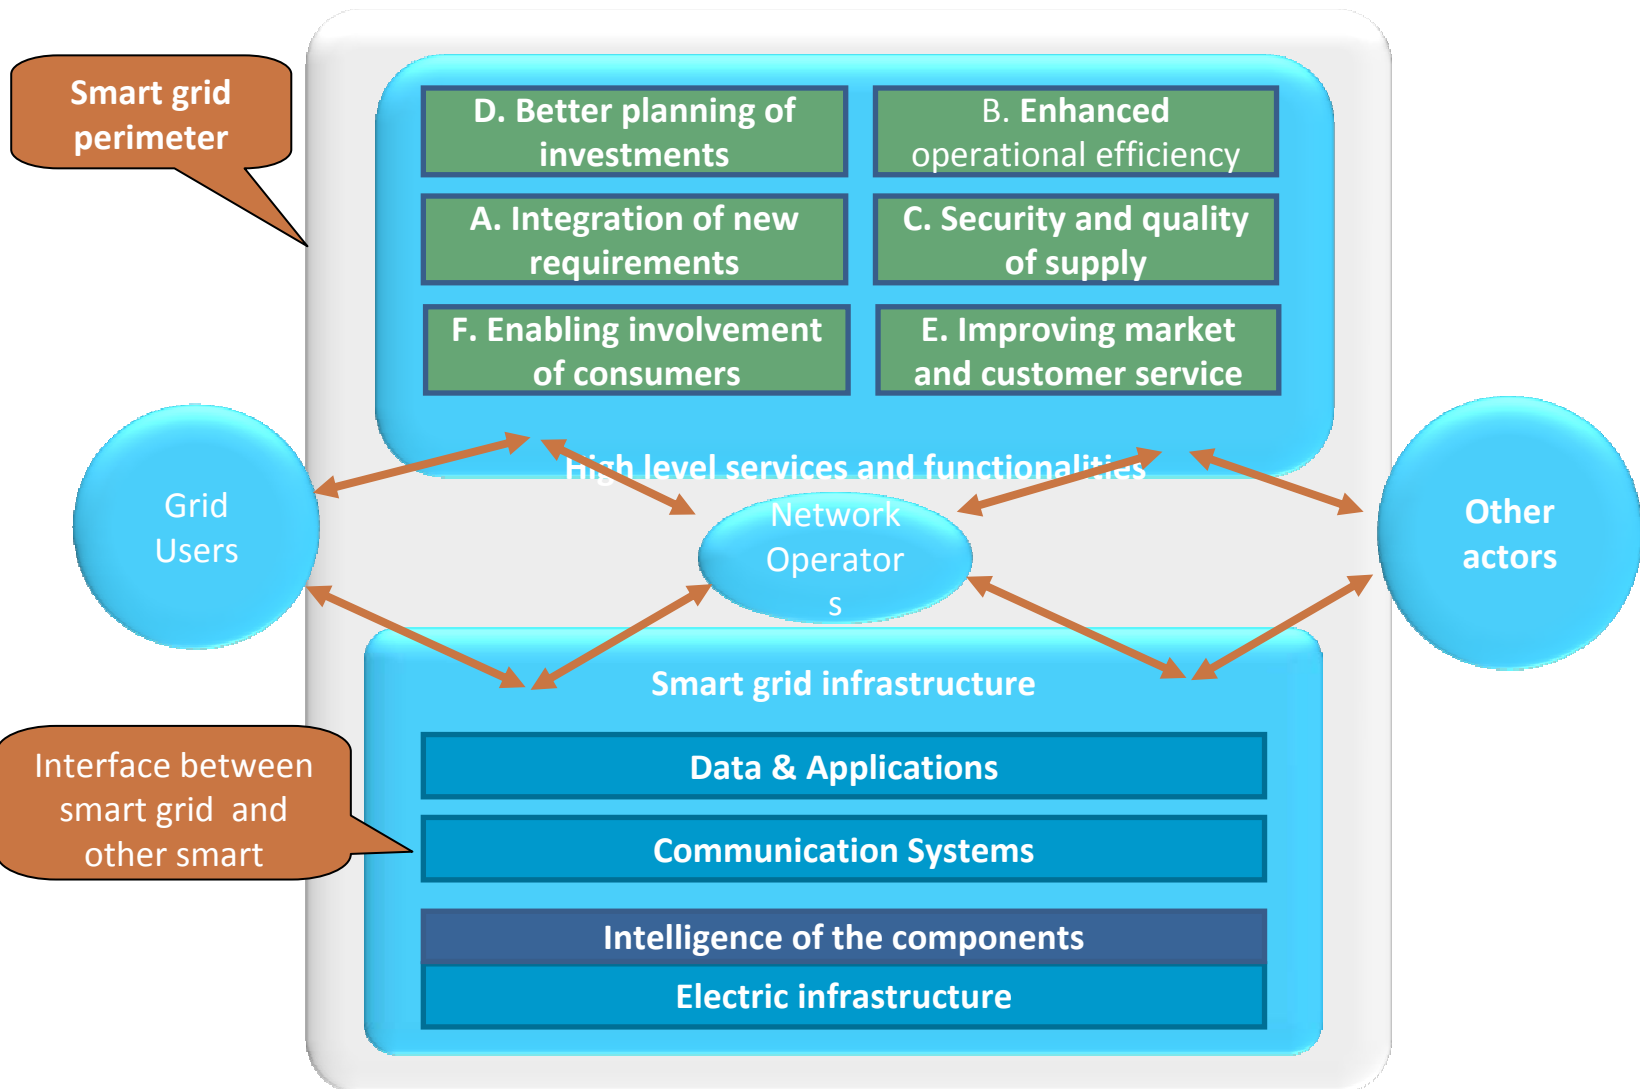 Smart grid
perimeter
D. Better planning of
investments
B. Enhanced
operational efficiency
A. Integration of new
requirements
C. Security and quality
of supply
F. Enabling involvement
of consumers
E. Improving market
and customer service
High level services and functionalities
Grid
Users
Network
Operator
s
Other
actors
Smart grid infrastructure
Interface between
smart grid and
other smart
Data & Applications
Communication Systems
Intelligence of the components
Electric infrastructure